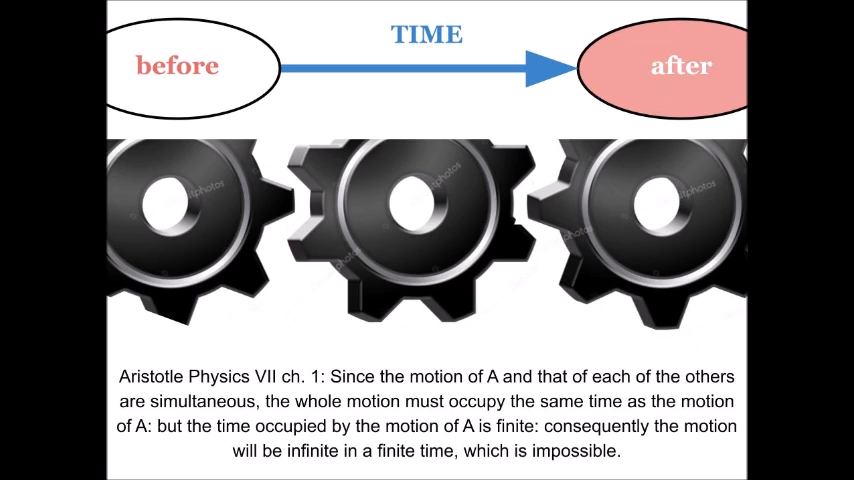 TIME
before
after
Aristotle Physics VII ch. 1: Since the motion of A and that of each of the others
are simultaneous, the whole motion must occupy the same time as the motion
of A: but the time occupied by the motion of A is finite: consequently the motion
will be infinite in a finite time, which is impossible.